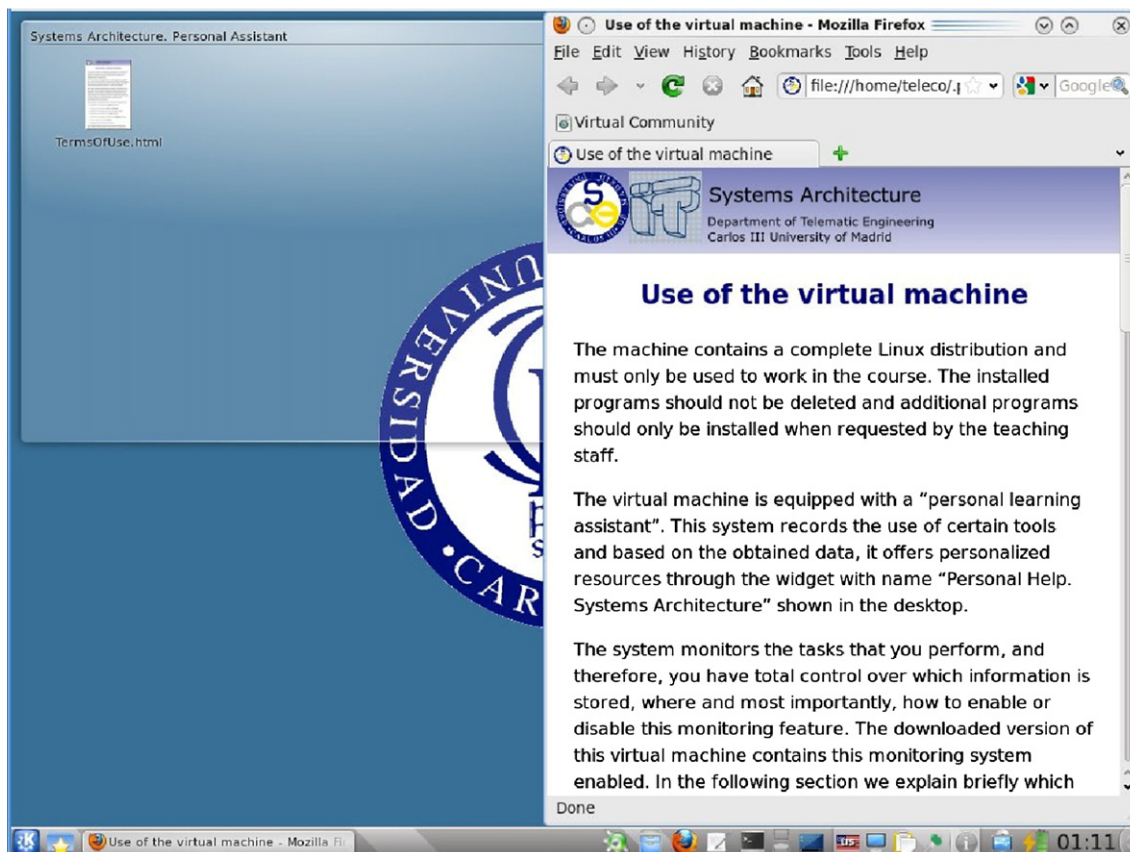 Systems Architecture. Personal Assistant
TermsOfUse.html
UNIVERSIDAD · CAR
Use of the virtual machine - Mozilla Firefox
File Edit View History Bookmarks Tools Help
file:///home/teleco/.
Google
Virtual Community
Use of the virtual machine
Systems Architecture
Department of Telematic Engineering
Carlos III University of Madrid
Use of the virtual machine
The machine contains a complete Linux distribution and
must only be used to work in the course. The installed
programs should not be deleted and additional programs
should only be installed when requested by the teaching
staff.
The virtual machine is equipped with a “personal learning
assistant”. This system records the use of certain tools
and based on the obtained data, it offers personalized
resources through the widget with name “Personal Help.
Systems Architecture” shown in the desktop.
The system monitors the tasks that you perform, and
therefore, you have total control over which information is
stored, where and most importantly, how to enable or
disable this monitoring feature. The downloaded version of
this virtual machine contains this monitoring system
enabled. In the following section we explain briefly which
Done
Use of the virtual machine - Mozilla Fi
US
01:11